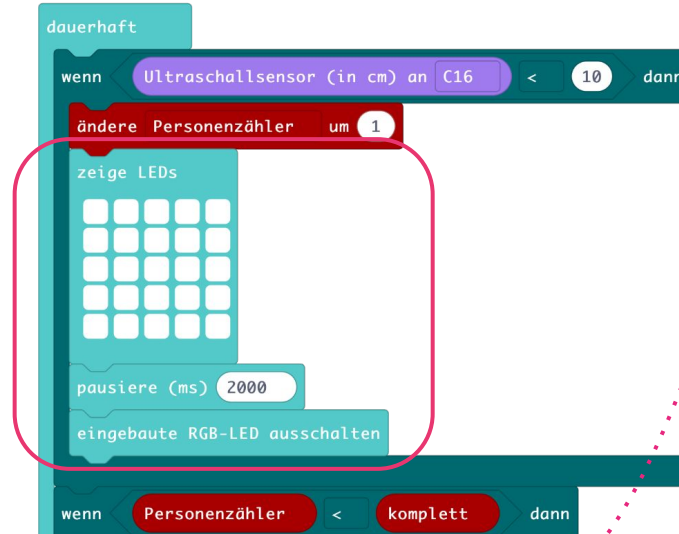 dauerhaft
wenn Ultraschallsensor (in cm) an C16 < 10 dann
ändere Personenzähler um 1
zeige LEDs
pausiere (ms) 2000
eingebaute RGB-LED ausschalten
wenn Personenzähler < komplett dann